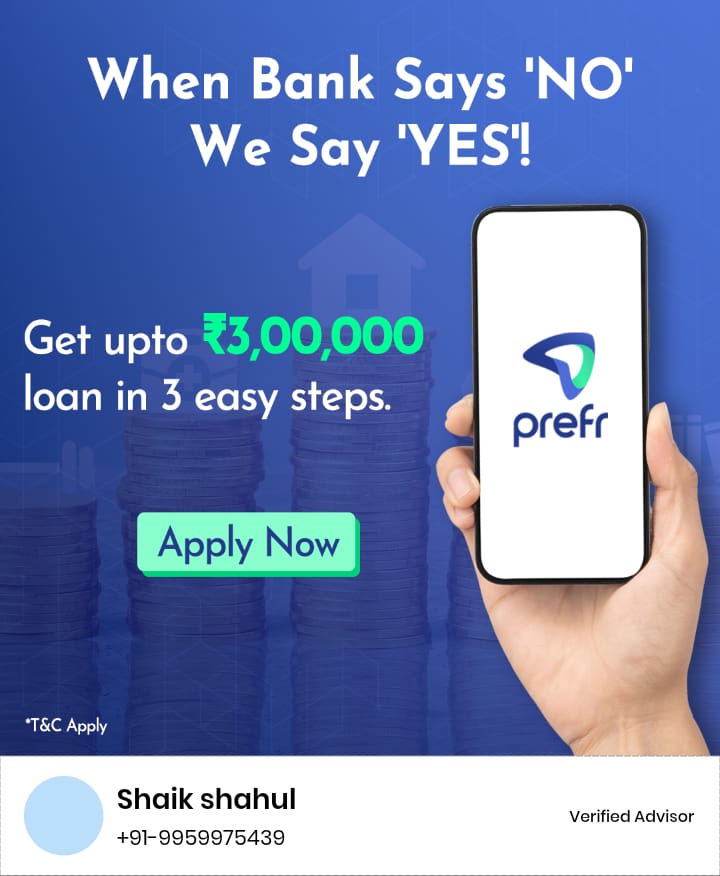 When Bank Says 'NO'
We Say 'YES'!
Get upto ₹3,00,000
loan in 3 easy steps.
prefr
Apply Now
*T&C Apply
Shaik shahul
+91-9959975439
Verified Advisor